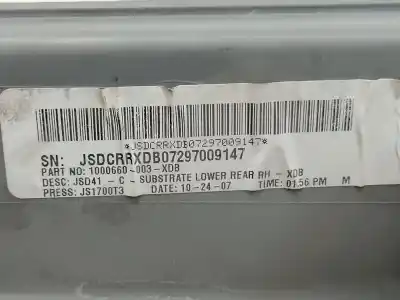 *JSDCRRXDB07297009147*
SN: JSDCRRXDB07297009147
PART NO: 1000660-003-XDB
DESC: JSD41 - C - SUBSTRATE LOWER REAR RH - XDB
PRESS: JS1700T3 DATE: 10-24-07 TIME: 01:56 PM M